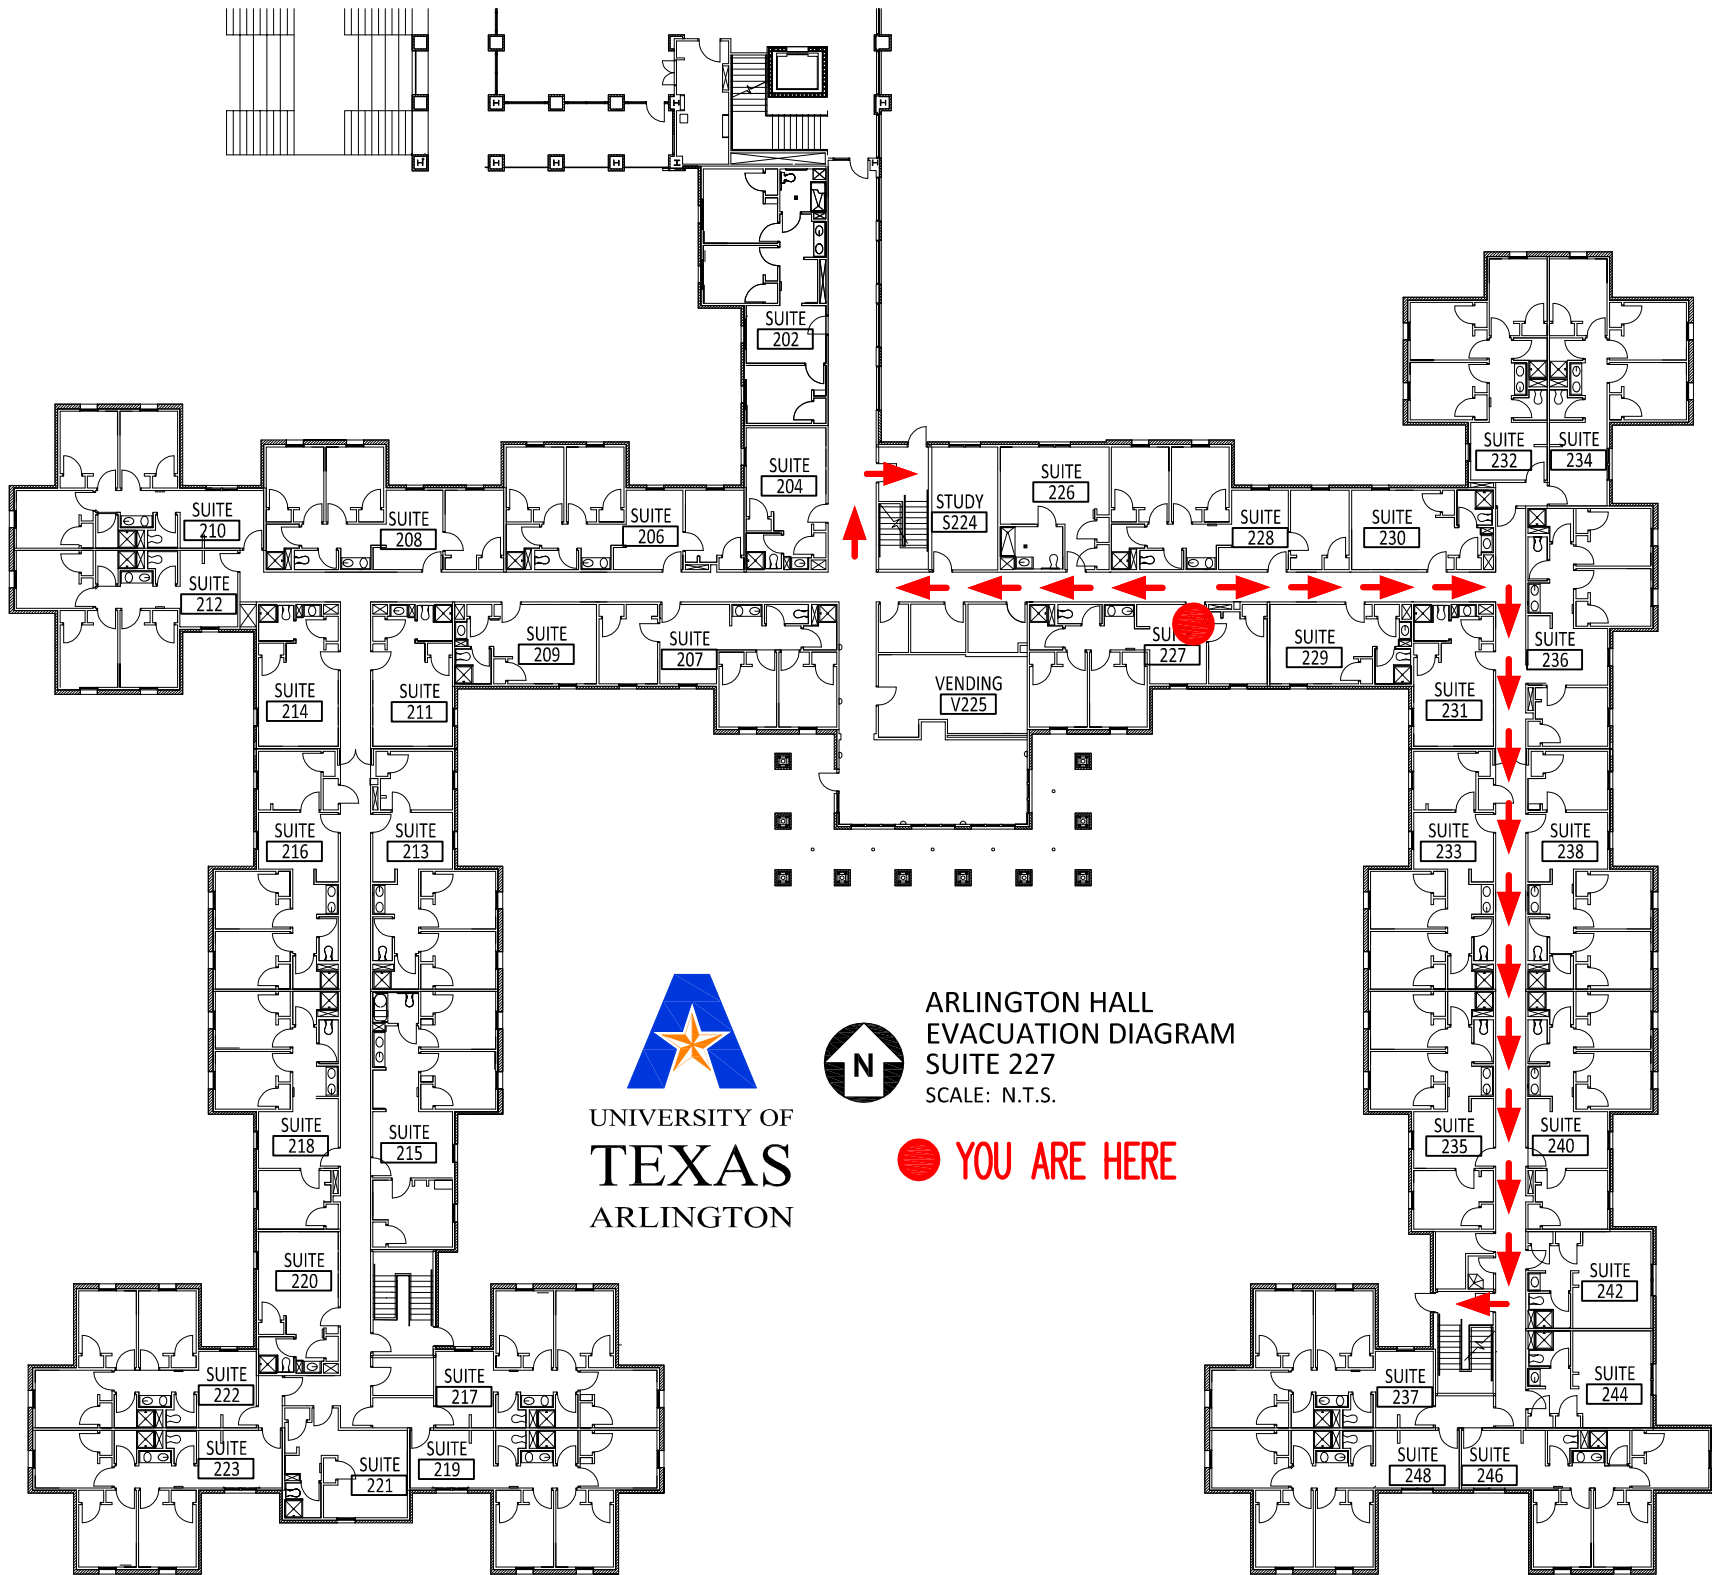 SUITE
202
SUITE
204
STUDY
S224
SUITE
226
SUITE
228
SUITE
230
SUITE
232
SUITE
234
SUITE
210
SUITE
208
SUITE
206
SUITE
212
SUITE
209
SUITE
207
SUITE
227
SUITE
229
SUITE
236
SUITE
214
SUITE
211
VENDING
V225
SUITE
231
SUITE
216
SUITE
213
SUITE
233
SUITE
238
SUITE
218
SUITE
215
SUITE
235
SUITE
240
UNIVERSITY OF
TEXAS
ARLINGTON
N
ARLINGTON HALL
EVACUATION DIAGRAM
SUITE 227
SCALE: N.T.S.
YOU ARE HERE
SUITE
220
SUITE
242
SUITE
222
SUITE
217
SUITE
237
SUITE
244
SUITE
223
SUITE
221
SUITE
219
SUITE
248
SUITE
246